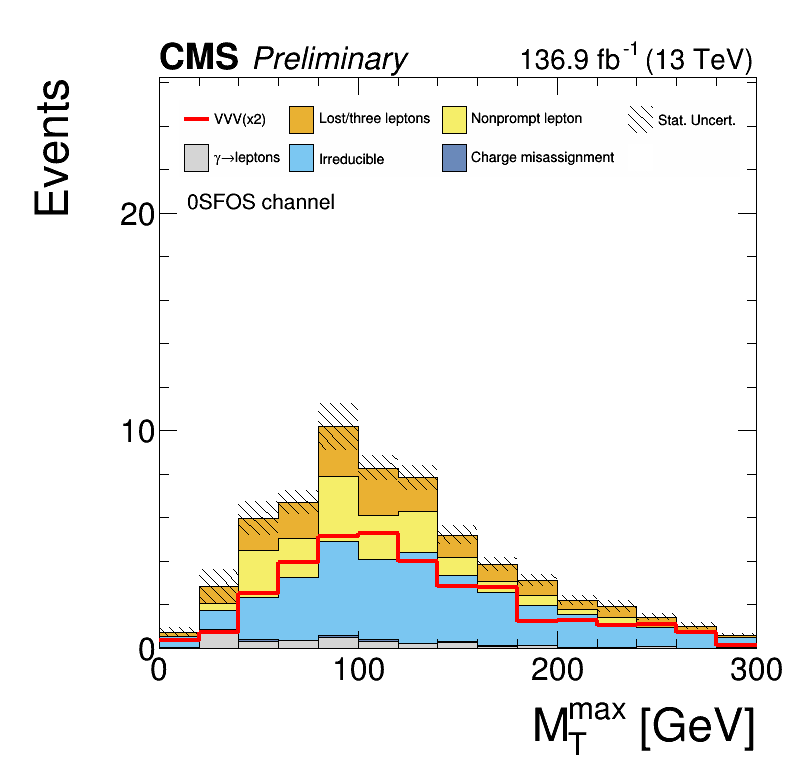 CMS Preliminary 136.9 fb⁻¹ (13 TeV)
Events
VVV(x2) Lost/three leptons Nonprompt lepton Stat. Uncert.
γ→leptons Irreducible Charge misassignment
0SFOS channel
20
10
0
0 100 200 300
M_T^max [GeV]